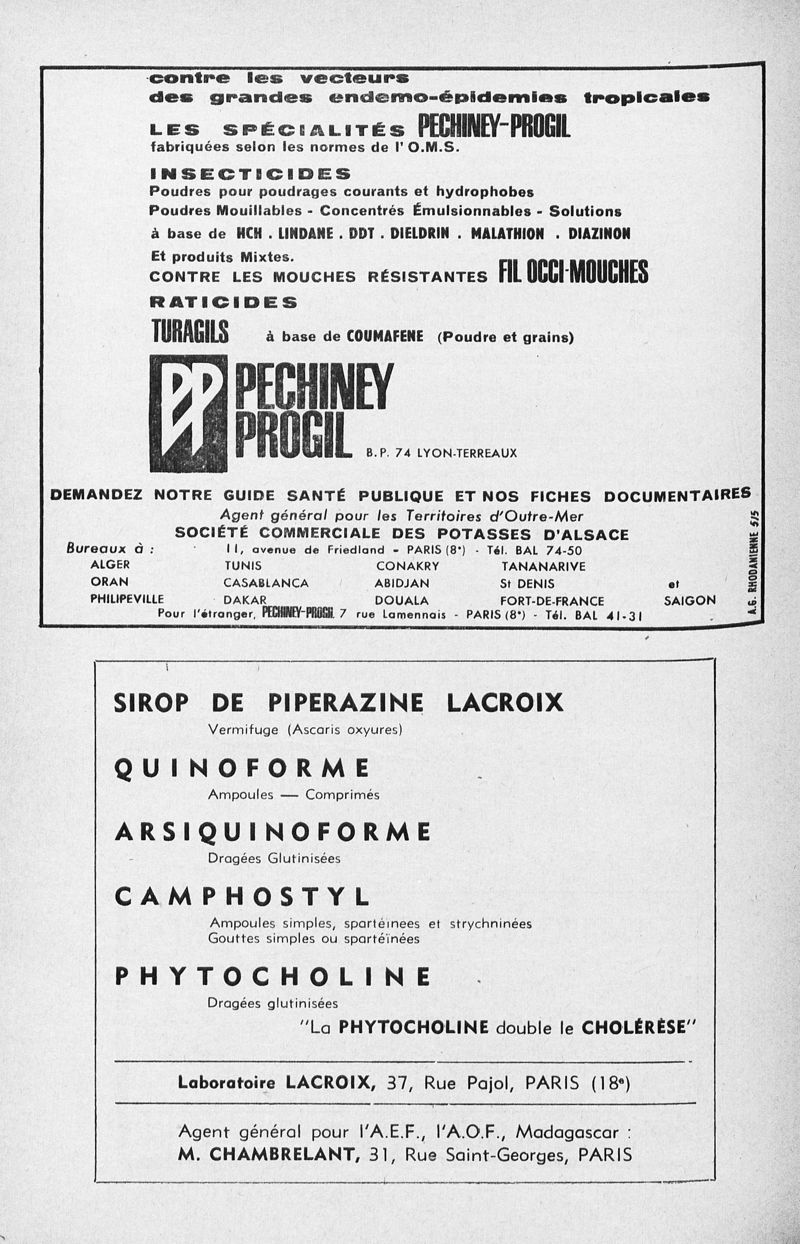 contre les vecteurs
des grandes endemo-épidemies tropicales
LES SPÉCIALITÉS PECHINEY-PROGIL
fabriquées selon les normes de l'O.M.S.
INSECTICIDES
Poudres pour poudrages courants et hydrophobes
Poudres Mouillables - Concentrés Émulsionnables - Solutions
à base de HCH . LINDANE . DDT . DIELDRIN . MALATHION . DIAZINON
Et produits Mixtes.
CONTRE LES MOUCHES RÉSISTANTES FIL OCCI-MOUCHES
RATICIDES
TURAGILS à base de COUMAFENE (Poudre et grains)
PP PECHINEY
PROGIL B.P. 74 LYON-TERREAUX
DEMANDEZ NOTRE GUIDE SANTÉ PUBLIQUE ET NOS FICHES DOCUMENTAIRES
Agent général pour les Territoires d'Outre-Mer
SOCIÉTÉ COMMERCIALE DES POTASSES D'ALSACE
Bureaux à : 11, avenue de Friedland - PARIS (8e) - Tél. BAL 74-50
ALGER TUNIS CONAKRY TANANARIVE
ORAN CASABLANCA ABIDJAN St DENIS et
PHILIPEVILLE DAKAR DOUALA FORT-DE-FRANCE SAIGON
Pour l'étranger, PECHINEY-PROGIL, 7 rue Lamennais - PARIS (8e) - Tél. BAL 41-31
A.G. RHODANIENNE 575
SIROP DE PIPERAZINE LACROIX
Vermifuge (Ascaris oxyures)
QUINOFORME
Ampoules — Comprimés
ARSIQUINOFORME
Dragées Glutinisées
CAMPHOSTYL
Ampoules simples, spartéinees et strychninées
Gouttes simples ou spartéïnées
PHYTOCHOLINE
Dragées glutinisées
"La PHYTOCHOLINE double le CHOLÉRÈSE"
Laboratoire LACROIX, 37, Rue Pajol, PARIS (18e)
Agent général pour l'A.E.F., l'A.O.F., Madagascar :
M. CHAMBRELANT, 31, Rue Saint-Georges, PARIS